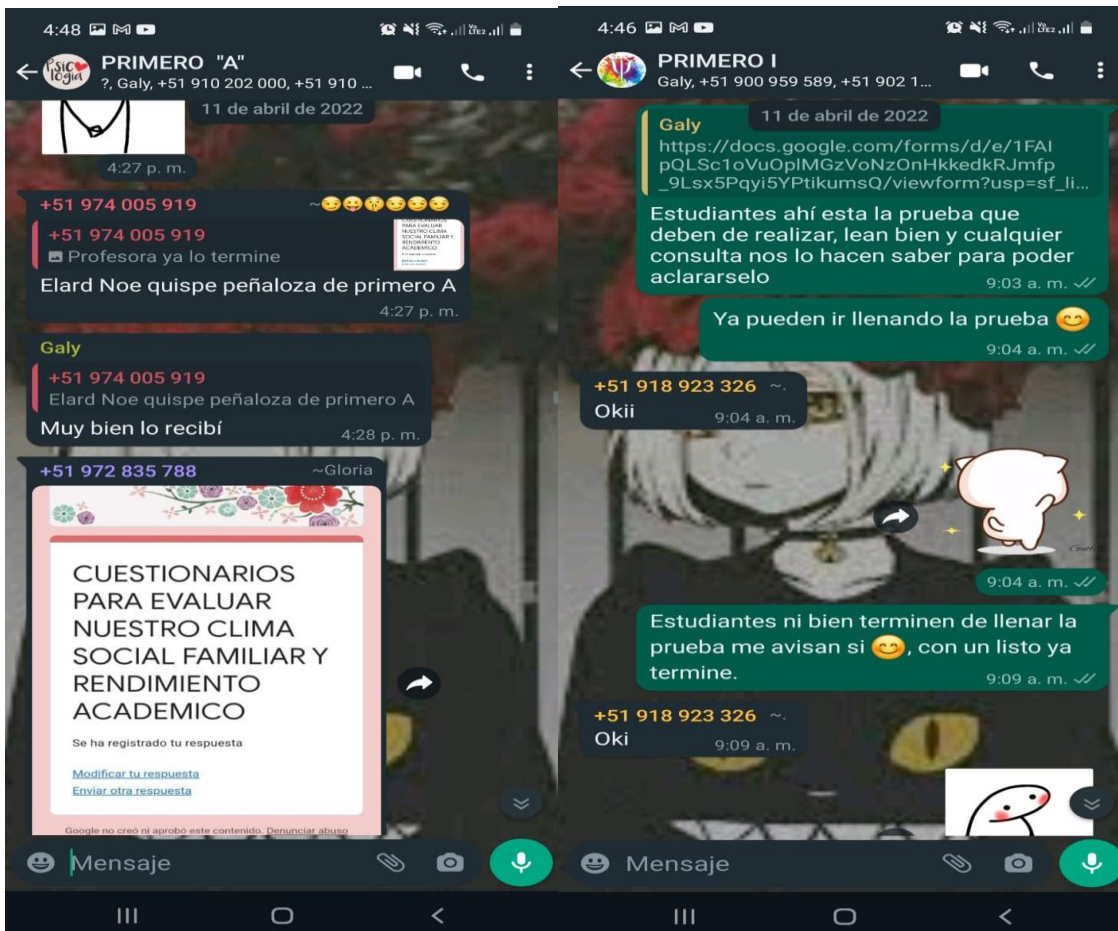 4:48
PRIMERO "A"
?, Galy, +51 910 202 000, +51 910 ...
11 de abril de 2022
4:27 p. m.
+51 974 005 919 ~😏😛🤫😏😏😏
+51 974 005 919
Profesora ya lo termine
Elard Noe quispe peñaloza de primero A
4:27 p. m.
Galy
+51 974 005 919
Elard Noe quispe peñaloza de primero A
Muy bien lo recibí
4:28 p. m.
+51 972 835 788 ~Gloria
CUESTIONARIOS
PARA EVALUAR
NUESTRO CLIMA
SOCIAL FAMILIAR Y
RENDIMIENTO
ACADEMICO
Se ha registrado tu respuesta
Modificar tu respuesta
Enviar otra respuesta
Google no creó ni aprobó este contenido. Denunciar abuso
Mensaje
4:46
PRIMERO I
Galy, +51 900 959 589, +51 902 1...
11 de abril de 2022
Galy
https://docs.google.com/forms/d/e/1FAI
pQLSc1oVuOplMGzVoNzOnHkkedkRJmfp
_9Lsx5Pqyi5YPtikumsQ/viewform?usp=sf_li...
Estudiantes ahí esta la prueba que
deben de realizar, lean bien y cualquier
consulta nos lo hacen saber para poder
aclararselo
9:03 a. m.
Ya pueden ir llenando la prueba 😊
9:04 a. m.
+51 918 923 326 ~.
Okii
9:04 a. m.
9:04 a. m.
Estudiantes ni bien terminen de llenar la
prueba me avisan si 😊, con un listo ya
termine.
9:09 a. m.
+51 918 923 326 ~.
Oki
9:09 a. m.
Mensaje